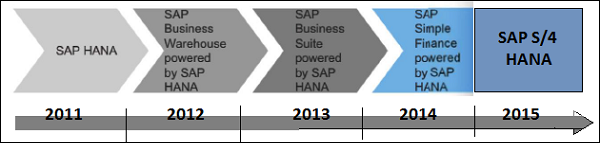 SAP HANA
SAP
Business
Warehouse
powered
by SAP
HANA
SAP
Business
Suite
powered
by SAP
HANA
SAP
Simple
Finance
powered
by SAP
HANA
SAP S/4
HANA
2011
2012
2013
2014
2015